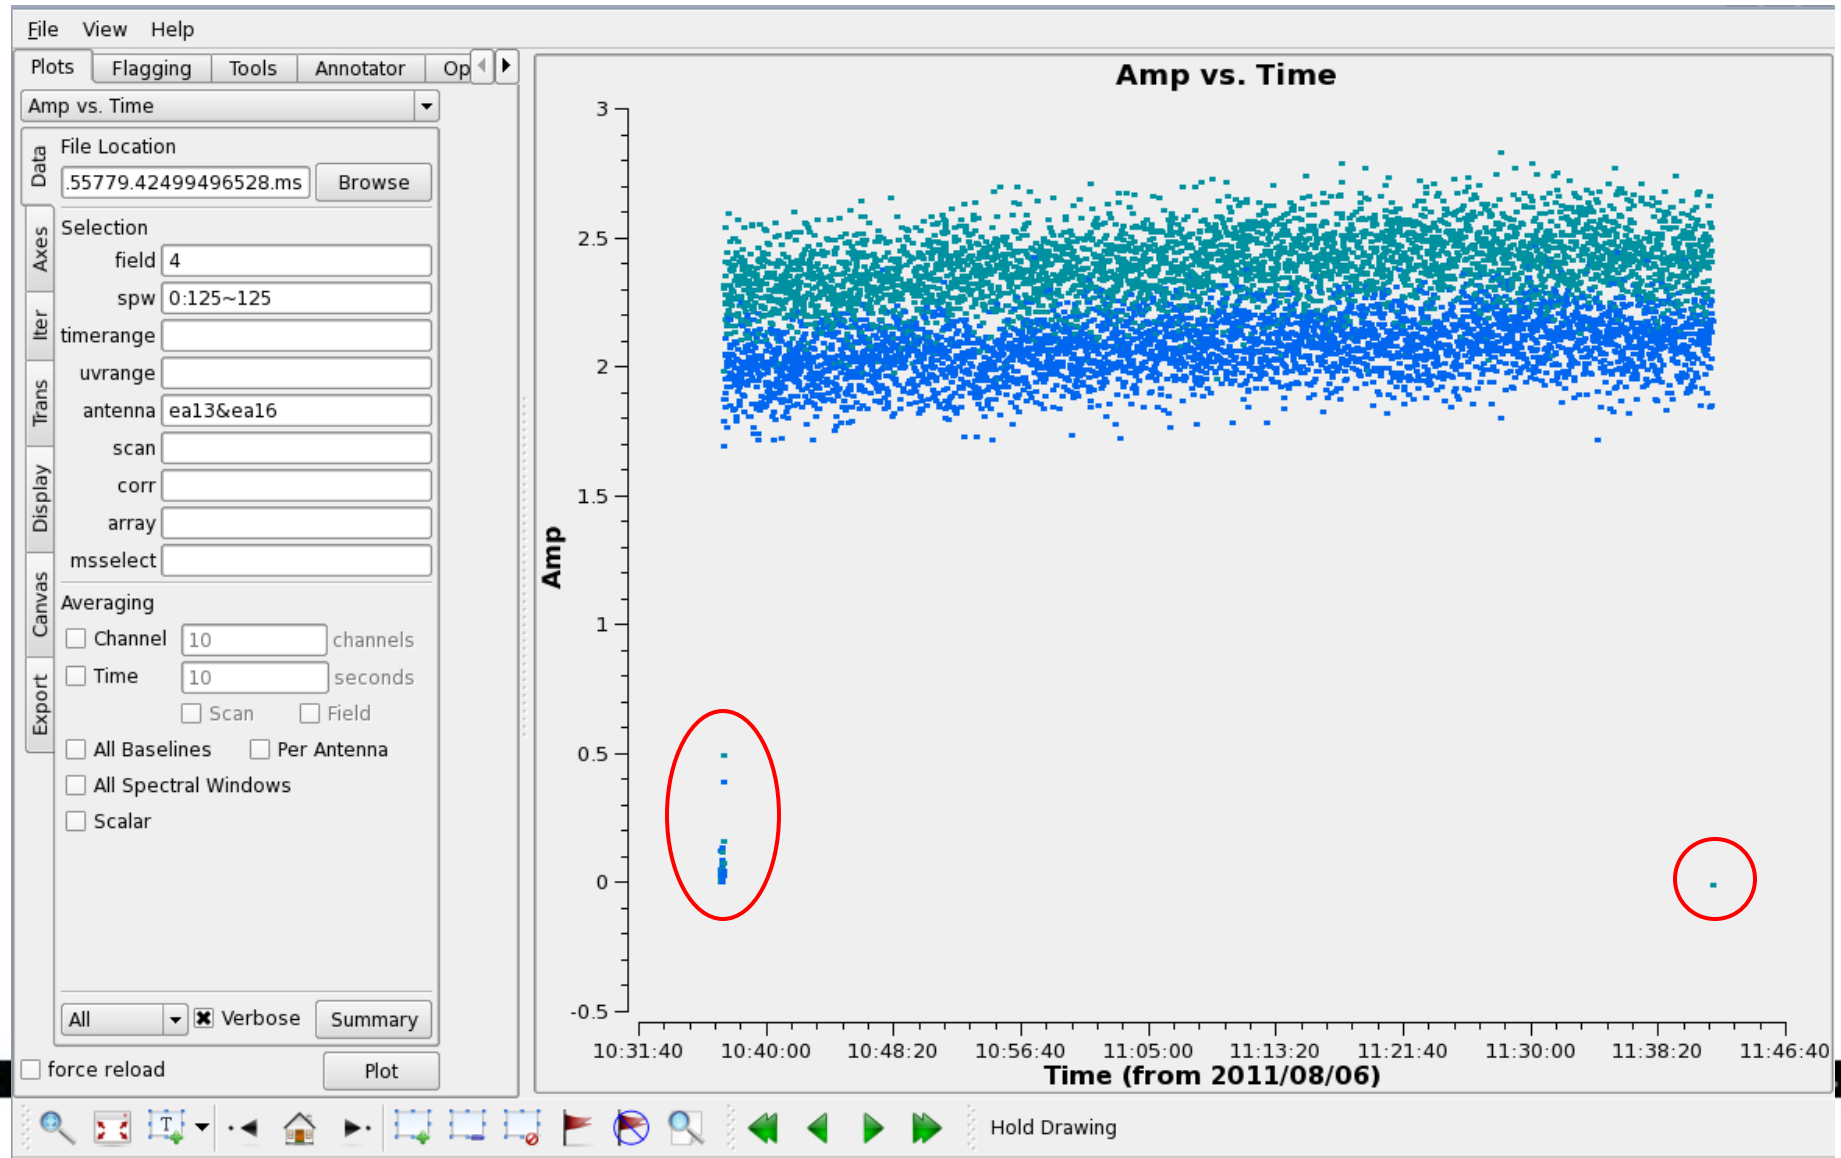 File View Help
Plots Flagging Tools Annotator Op
Amp vs. Time
Data
Axes
Iter
Trans
Display
Canvas
Export
File Location
.55779.42499496528.ms Browse
Selection
field 4
spw 0:125~125
timerange
uvrange
antenna ea13&ea16
scan
corr
array
msselect
Averaging
Channel 10 channels
Time 10 seconds
Scan Field
All Baselines Per Antenna
All Spectral Windows
Scalar
All Verbose Summary
force reload Plot
Amp vs. Time
3
2.5
2
1.5
1
0.5
0
-0.5
Amp
10:31:40 10:40:00 10:48:20 10:56:40 11:05:00 11:13:20 11:21:40 11:30:00 11:38:20 11:46:40
Time (from 2011/08/06)
T
Hold Drawing